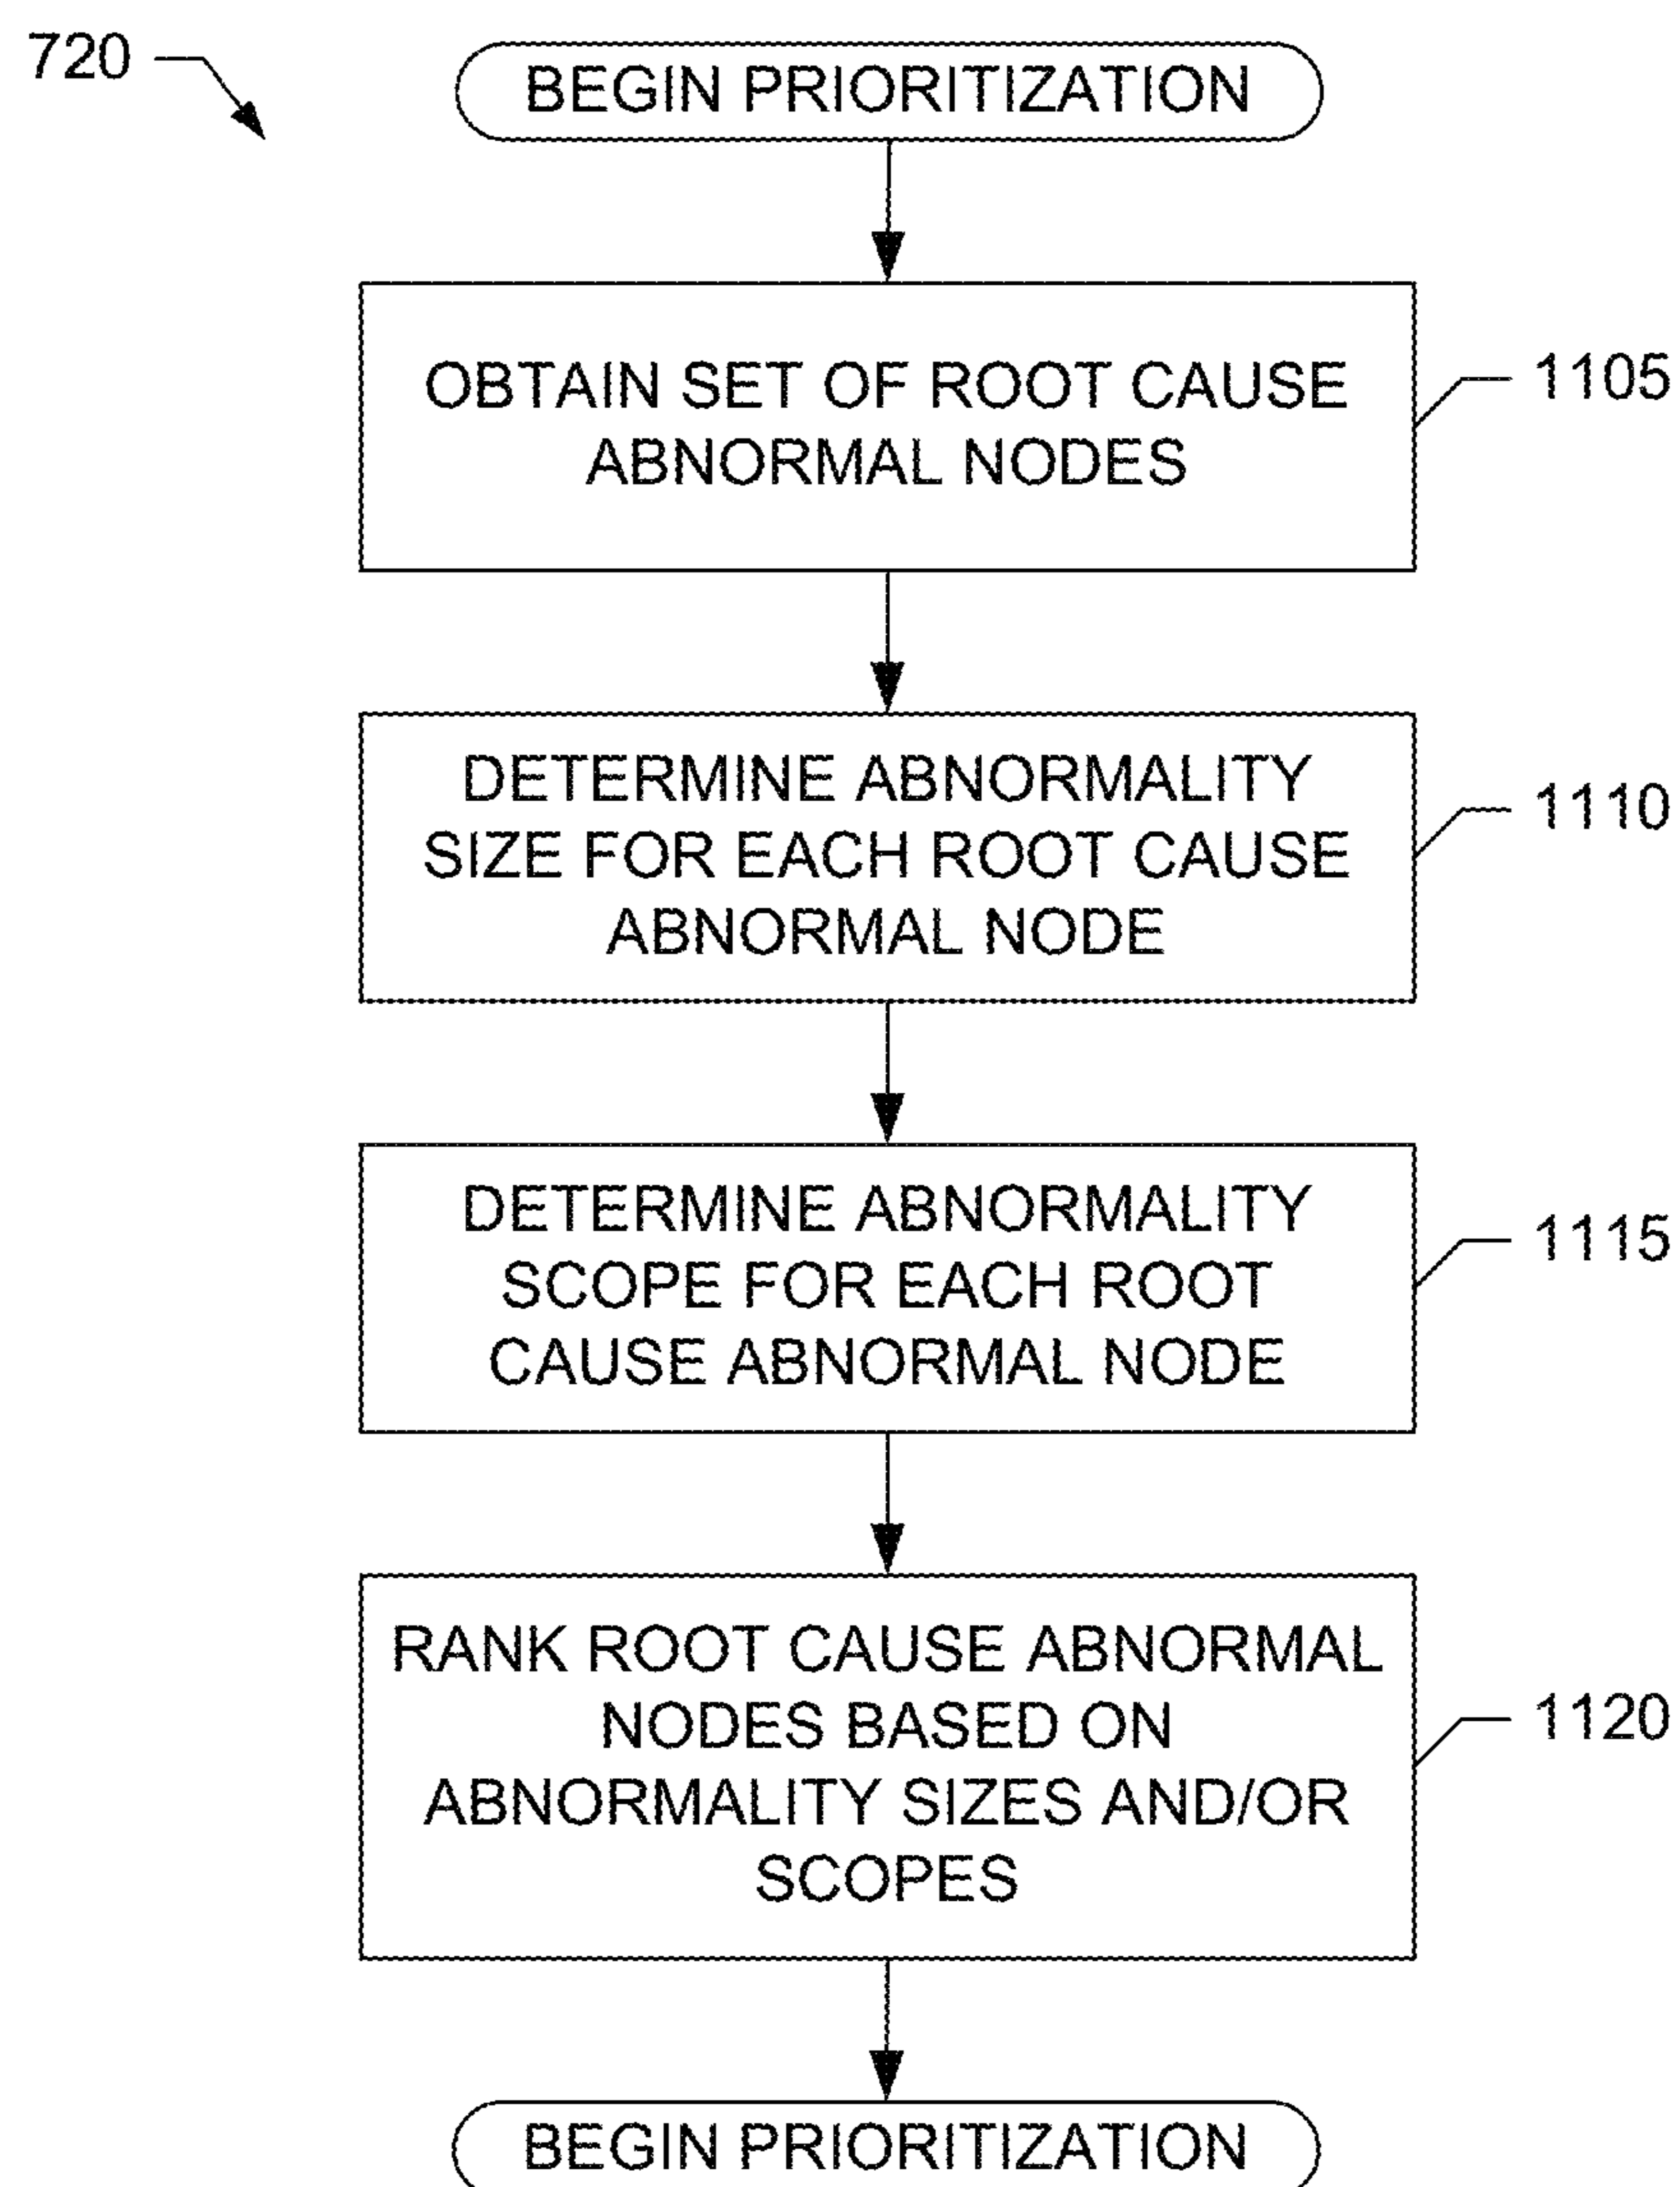 720
BEGIN PRIORITIZATION
OBTAIN SET OF ROOT CAUSE
ABNORMAL NODES
1105
DETERMINE ABNORMALITY
SIZE FOR EACH ROOT CAUSE
ABNORMAL NODE
1110
DETERMINE ABNORMALITY
SCOPE FOR EACH ROOT
CAUSE ABNORMAL NODE
1115
RANK ROOT CAUSE ABNORMAL
NODES BASED ON
ABNORMALITY SIZES AND/OR
SCOPES
1120
BEGIN PRIORITIZATION